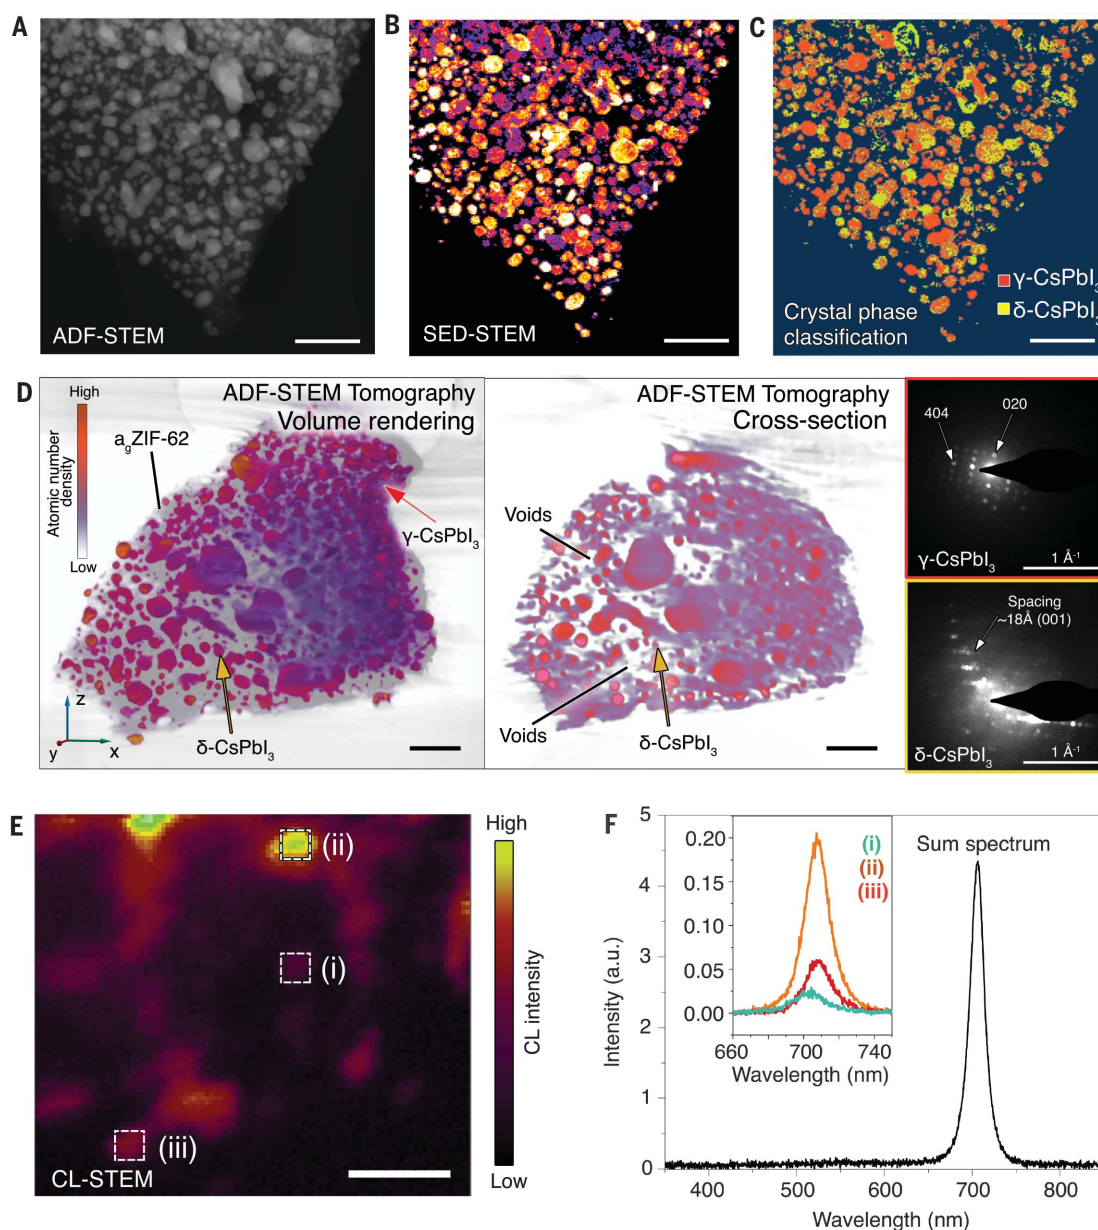 A
ADF-STEM
B
SED-STEM
C
γ-CsPbI3
δ-CsPbI3
Crystal phase
classification
D
High
Atomic number
density
Low
ADF-STEM Tomography
Volume rendering
agZIF-62
γ-CsPbI3
δ-CsPbI3
z
y
x
ADF-STEM Tomography
Cross-section
Voids
Voids
δ-CsPbI3
404
020
γ-CsPbI3
1 Å-1
Spacing
~18Å (001)
δ-CsPbI3
1 Å-1
E
(ii)
(i)
(iii)
CL-STEM
High
CL intensity
Low
F
Sum spectrum
(i)
(ii)
(iii)
0.20
0.15
0.10
0.05
0.00
660
700
740
Wavelength (nm)
5
4
3
2
1
0
Intensity (a.u.)
400
500
600
700
800
Wavelength (nm)